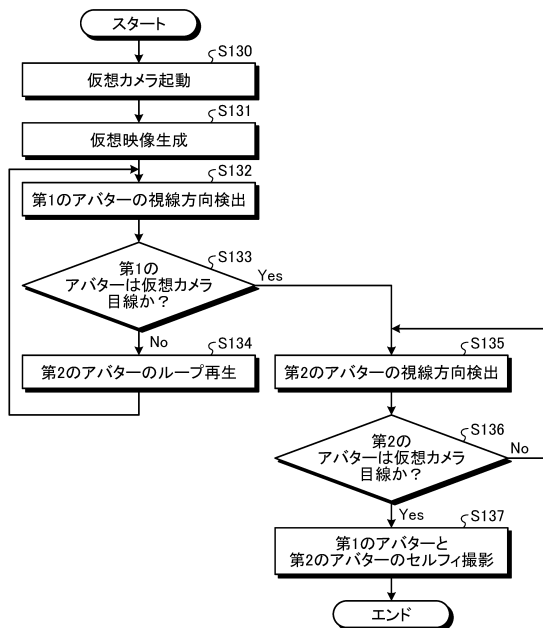 スタート
S130
仮想カメラ起動
S131
仮想映像生成
S132
第1のアバターの視線方向検出
S133
第1の
アバターは仮想カメラ
目線か？
Yes
No
S134
第2のアバターのループ再生
S135
第2のアバターの視線方向検出
S136
第2の
アバターは仮想カメラ
目線か？
No
Yes
S137
第1のアバターと
第2のアバターのセルフィ撮影
エンド